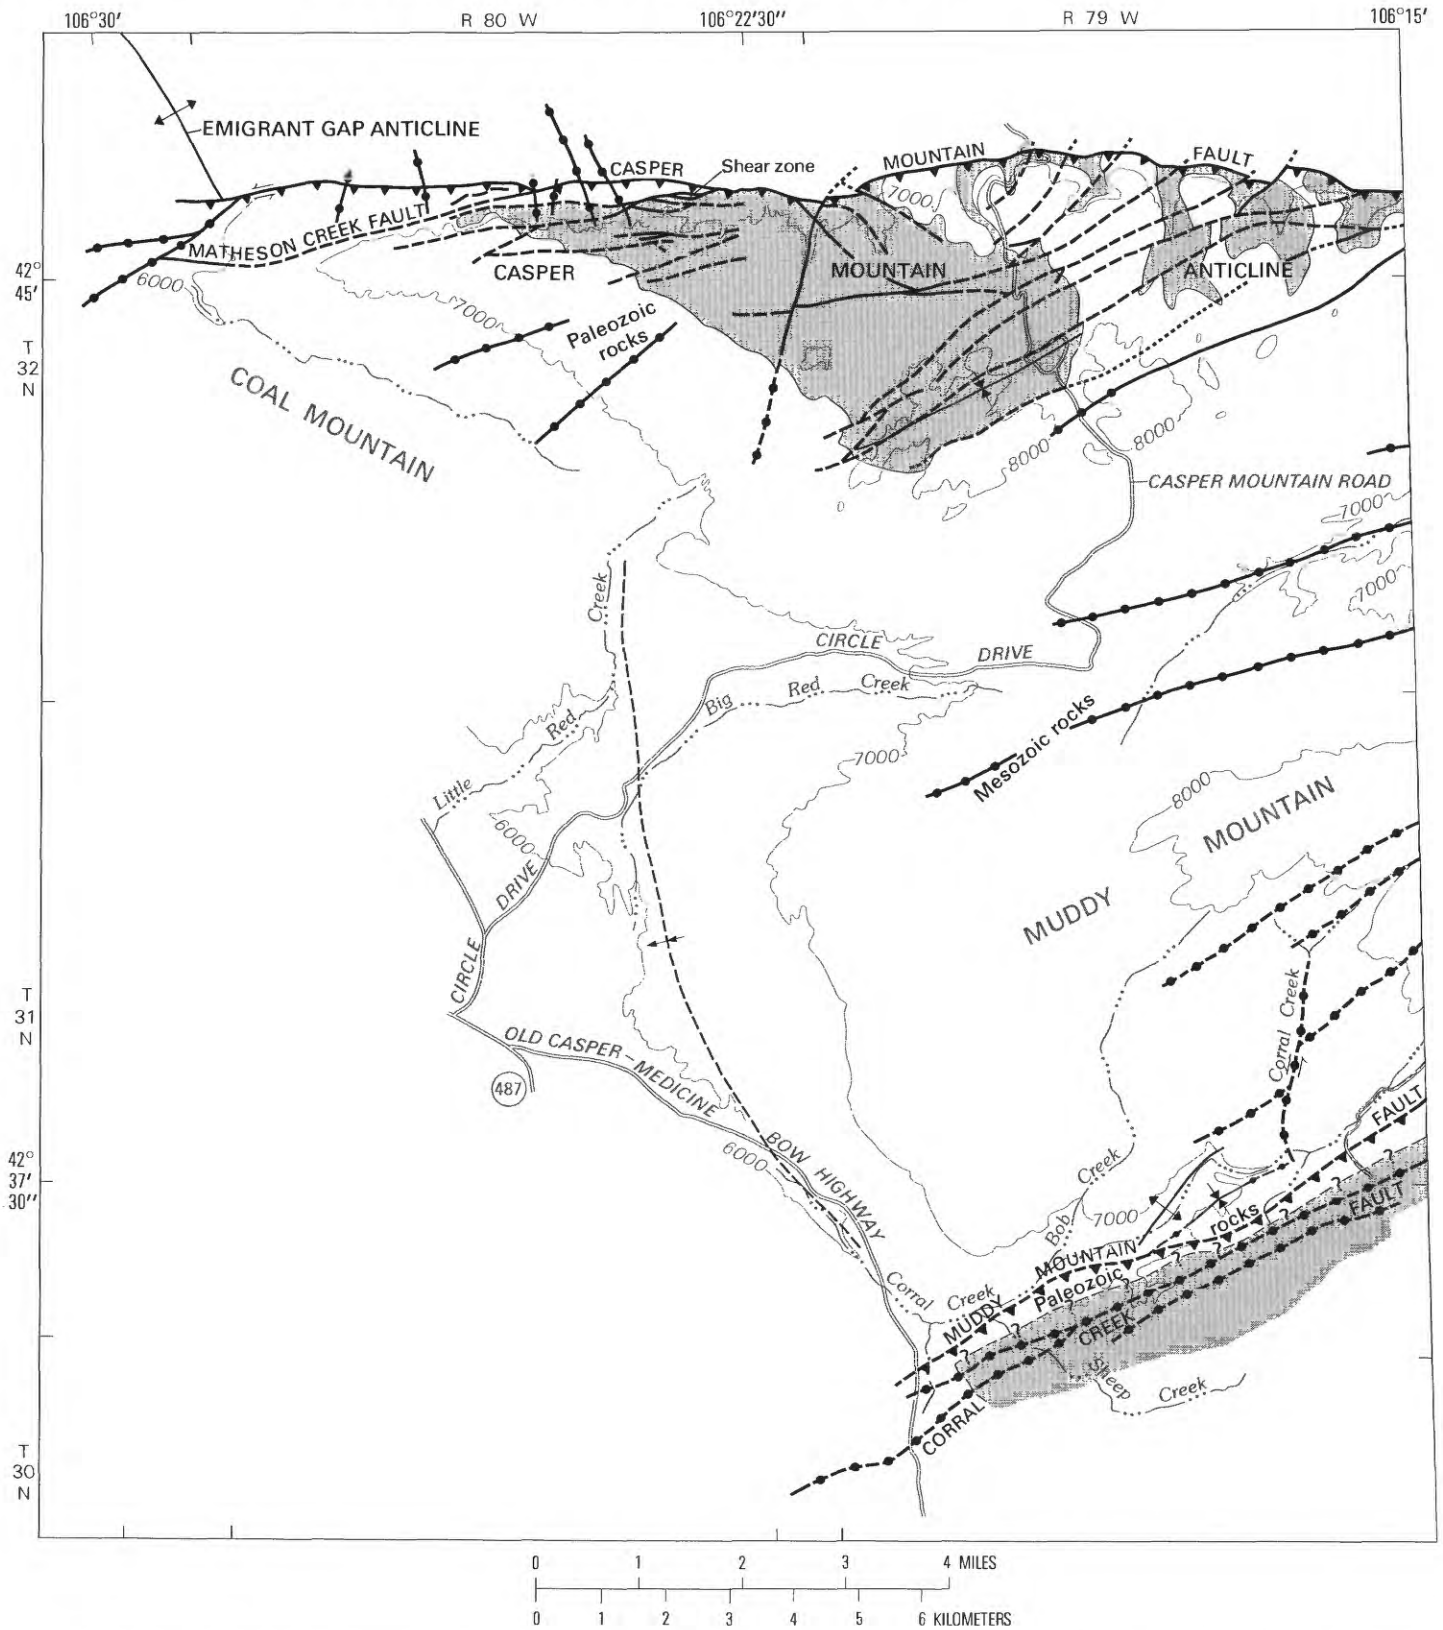 106°30' R 80 W 106°22'30" R 79 W 106°15'
EMIGRANT GAP ANTICLINE
CASPER MOUNTAIN FAULT
Shear zone
7000
MATHESON CREEK FAULT
CASPER MOUNTAIN ANTICLINE
42°
45'
6000
7000
T
32
N
Paleozoic
rocks
COAL MOUNTAIN
8000
8000
CASPER MOUNTAIN ROAD
7000
7000
Little Red Creek
CIRCLE DRIVE
Big Red Creek
7000
Mesozoic rocks
8000
6000
MUDDY MOUNTAIN
CIRCLE DRIVE
T
31
N
OLD CASPER–MEDICINE BOW HIGHWAY
487
Corral Creek
42°
37'
30"
6000
Bob Creek
7000
MUDDY MOUNTAIN FAULT
Paleozoic rocks
? ? ? ? ? ? ?
Corral Creek
CORRAL CREEK FAULT
Sheep Creek
T
30
N
0 1 2 3 4 MILES
0 1 2 3 4 5 6 KILOMETERS